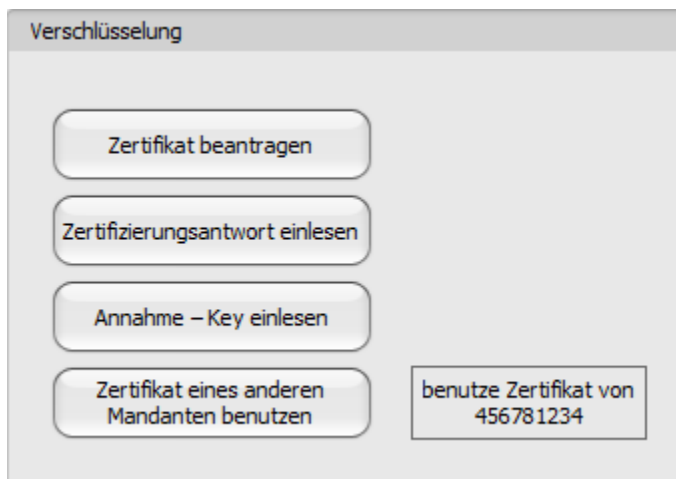 Verschlüsselung
Zertifikat beantragen
Zertifizierungsantwort einlesen
Annahme – Key einlesen
Zertifikat eines anderen
Mandanten benutzen
benutze Zertifikat von
456781234